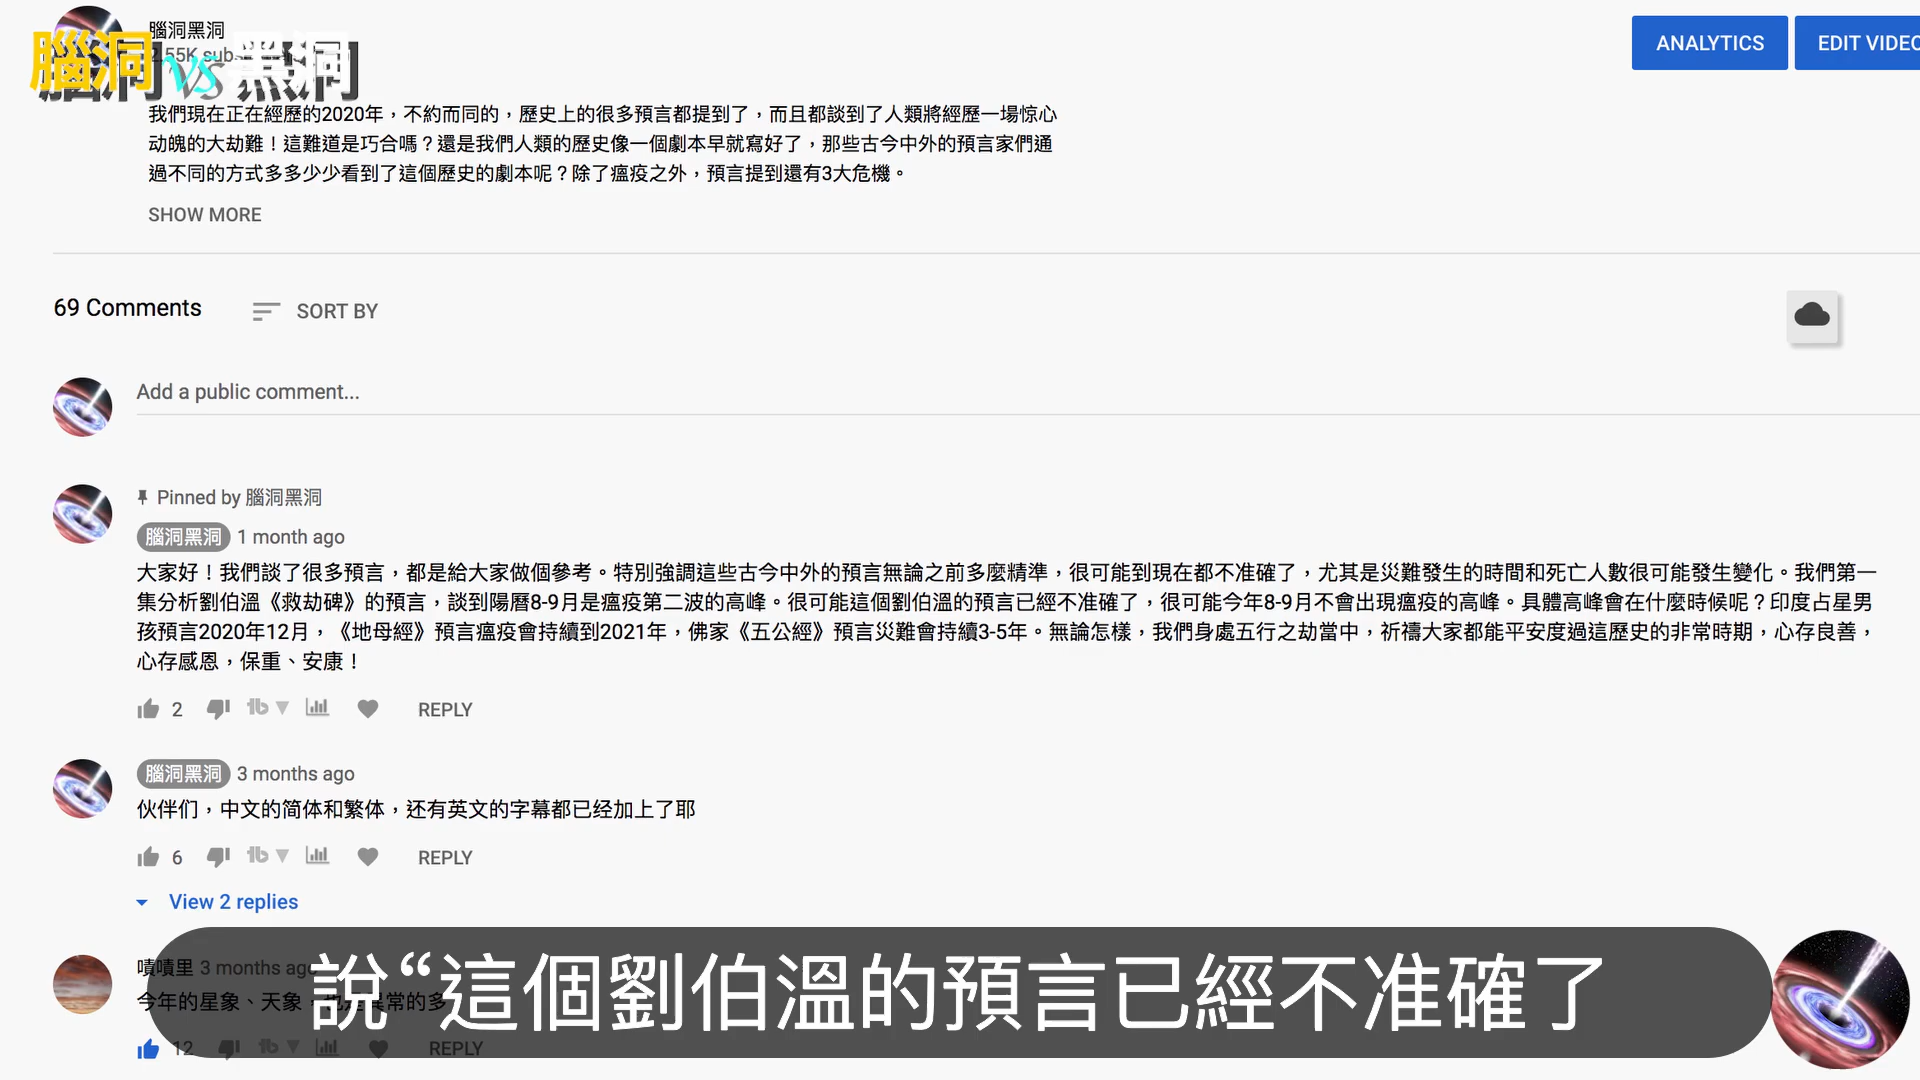 腦洞黑洞
腦洞vs黑洞
ANALYTICS
EDIT VIDEO
我們現在正在經歷的2020年，不約而同的，歷史上的很多預言都提到了，而且都談到了人類將經歷一場惊心
动魄的大劫難！這難道是巧合嗎？還是我們人類的歷史像一個劇本早就寫好了，那些古今中外的預言家們通
過不同的方式多多少少看到了這個歷史的劇本呢？除了瘟疫之外，預言提到還有3大危機。
SHOW MORE
69 Comments
SORT BY
Add a public comment...
Pinned by 腦洞黑洞
腦洞黑洞 1 month ago
大家好！我們談了很多預言，都是給大家做個參考。特別強調這些古今中外的預言無論之前多麼精準，很可能到現在都不准確了，尤其是災難發生的時間和死亡人數很可能發生變化。我們第一
集分析劉伯溫《救劫碑》的預言，談到陽曆8-9月是瘟疫第二波的高峰。很可能這個劉伯溫的預言已經不准確了，很可能今年8-9月不會出現瘟疫的高峰。具體高峰會在什麼時候呢？印度占星男
孩預言2020年12月，《地母經》預言瘟疫會持續到2021年，佛家《五公經》預言災難會持續3-5年。無論怎樣，我們身處五行之劫當中，祈禱大家都能平安度過這歷史的非常時期，心存良善，
心存感恩，保重、安康！
2
REPLY
腦洞黑洞 3 months ago
伙伴们，中文的简体和繁体，还有英文的字幕都已经加上了耶
6
REPLY
View 2 replies
嘖嘖里 3 months ago
今年的星象、天象，也是異常的多
說“這個劉伯溫的預言已經不准確了
12
REPLY